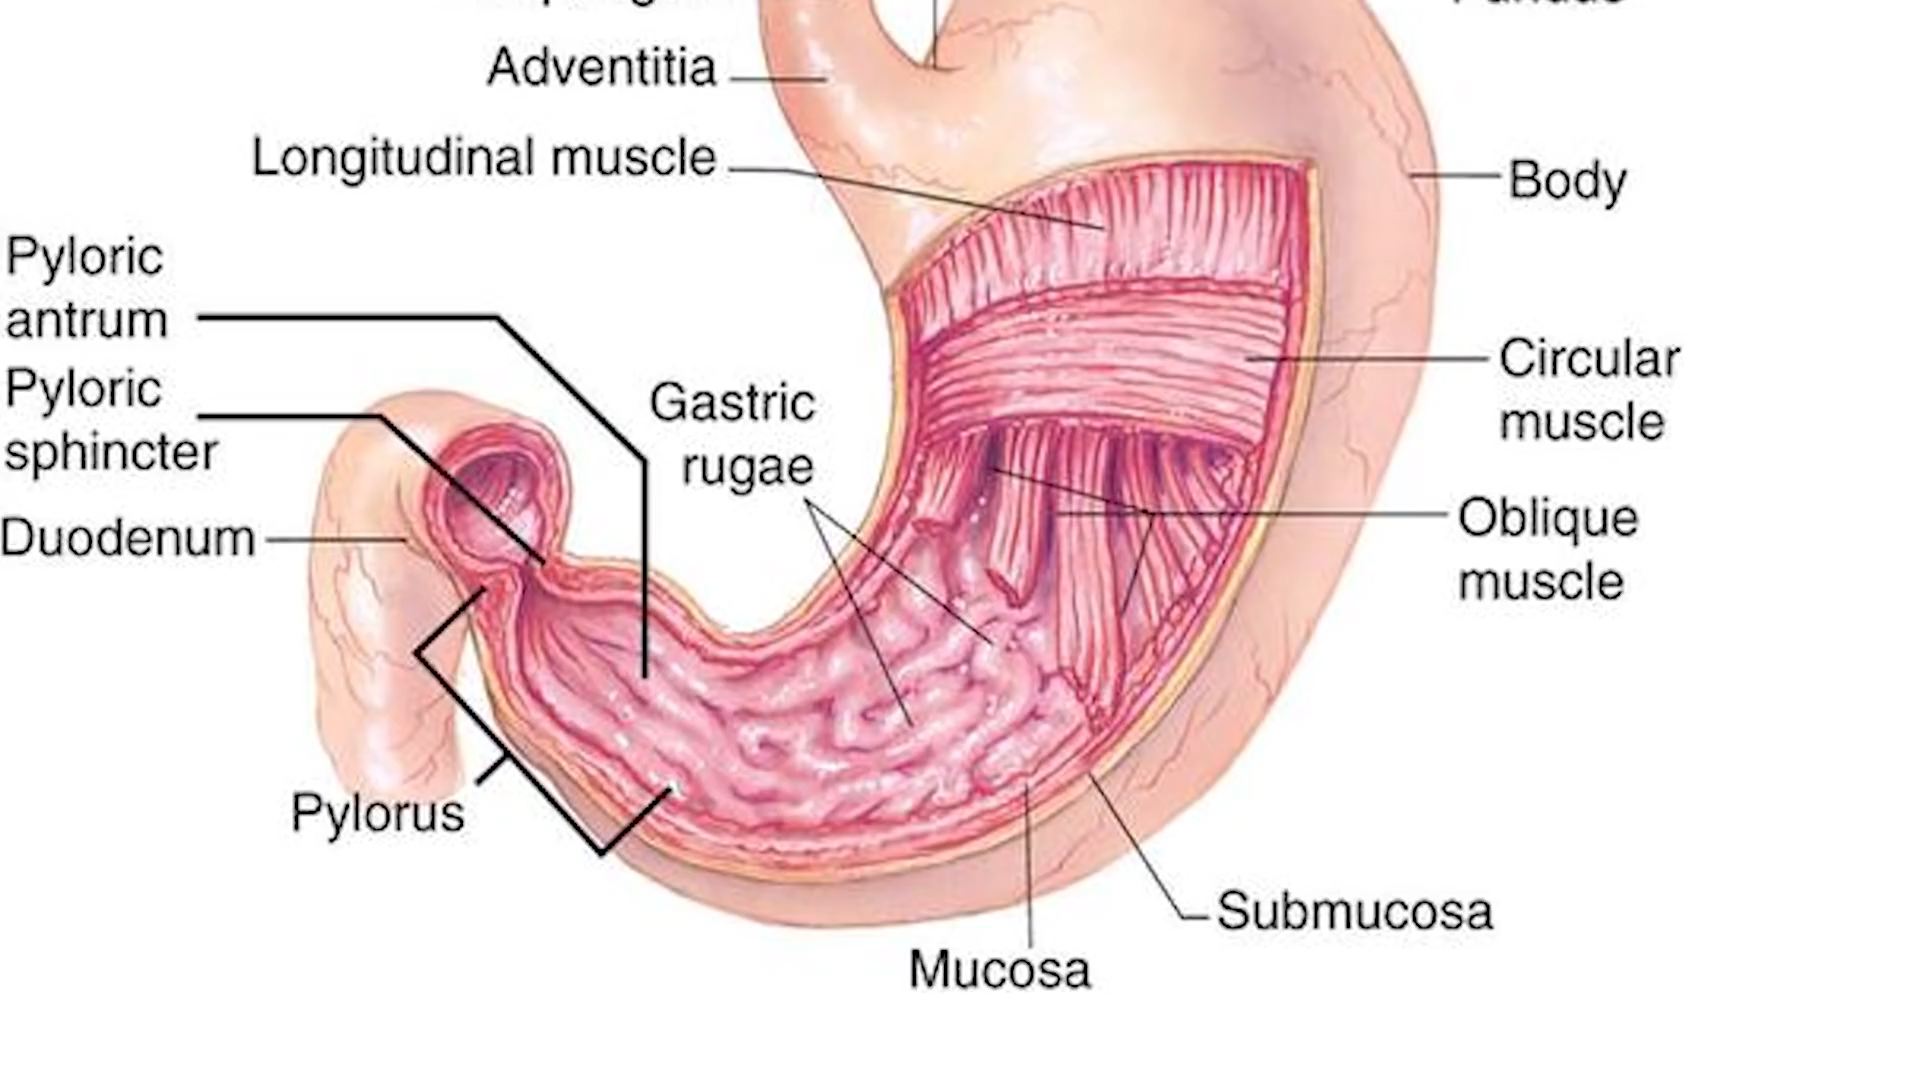 Adventitia
Longitudinal muscle
Body
Pyloric
antrum
Pyloric
sphincter
Gastric
rugae
Circular
muscle
Duodenum
Oblique
muscle
Pylorus
Submucosa
Mucosa